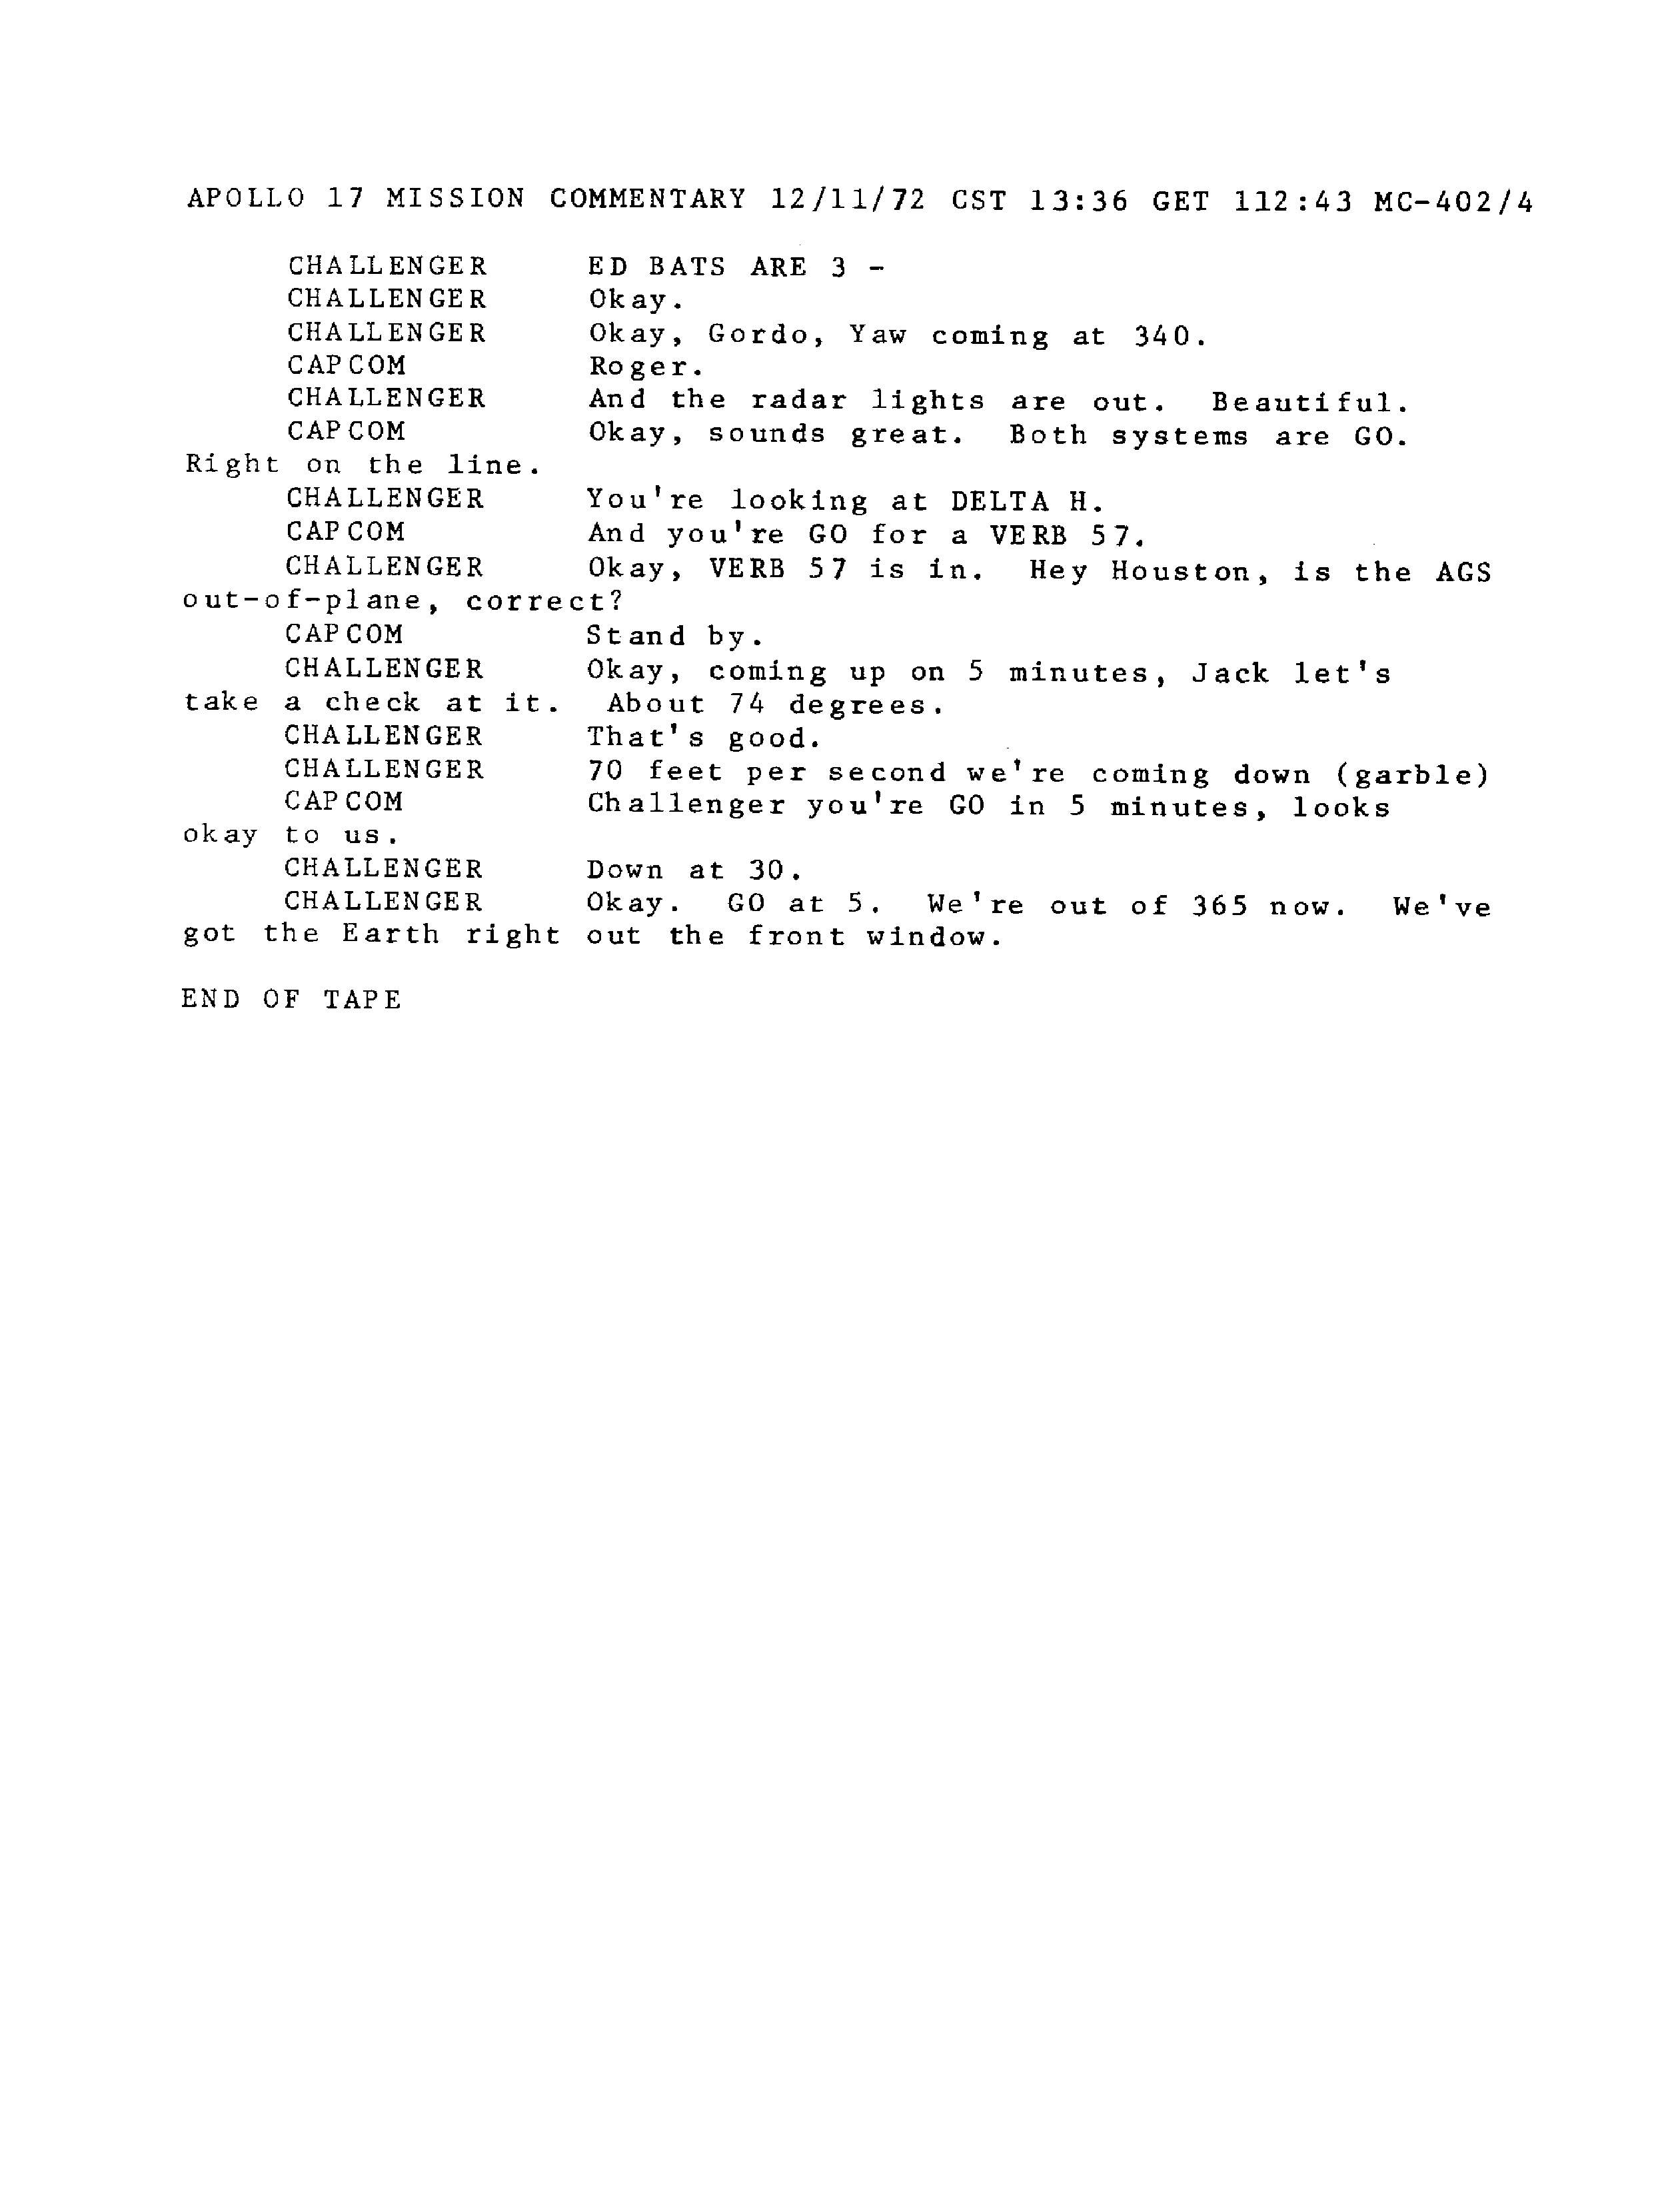 APOLLO 17 MISSION COMMENTARY 12/11/72 CST 13:36 GET 112:43 MC-402/4
CHALLENGER ED BATS ARE 3 -
CHALLENGER Okay.
CHALLENGER Okay, Gordo, Yaw coming at 340.
CAPCOM Roger.
CHALLENGER And the radar lights are out. Beautiful.
CAPCOM Okay, sounds great. Both systems are GO.
Right on the line.
CHALLENGER You're looking at DELTA H.
CAPCOM And you're GO for a VERB 57.
CHALLENGER Okay, VERB 57 is in. Hey Houston, is the AGS
out-of-plane, correct?
CAPCOM Stand by.
CHALLENGER Okay, coming up on 5 minutes, Jack let's
take a check at it. About 74 degrees.
CHALLENGER That's good.
CHALLENGER 70 feet per second we're coming down (garble)
CAPCOM Challenger you're GO in 5 minutes, looks
okay to us.
CHALLENGER Down at 30.
CHALLENGER Okay. GO at 5. We're out of 365 now. We've
got the Earth right out the front window.
END OF TAPE